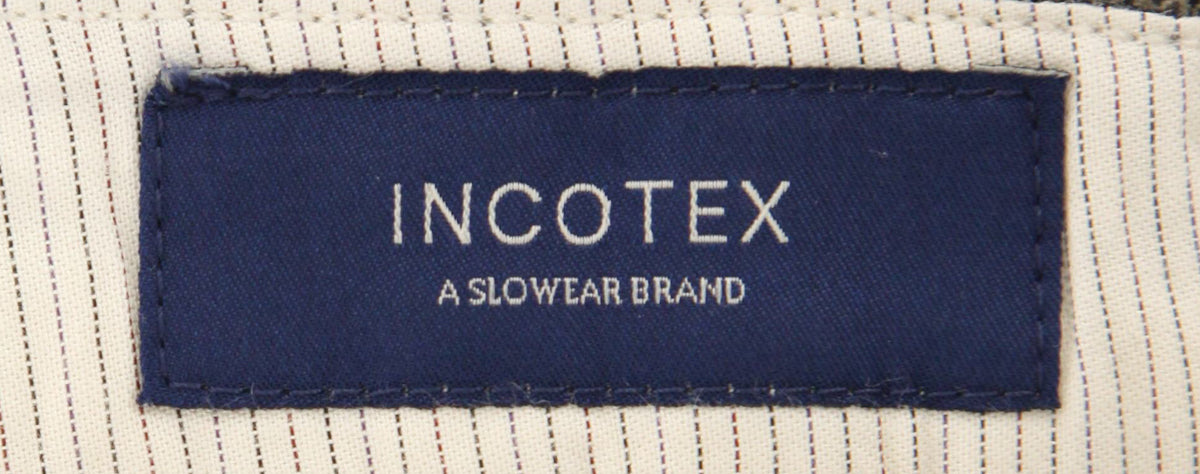 INCOTEX
A SLOWEAR BRAND